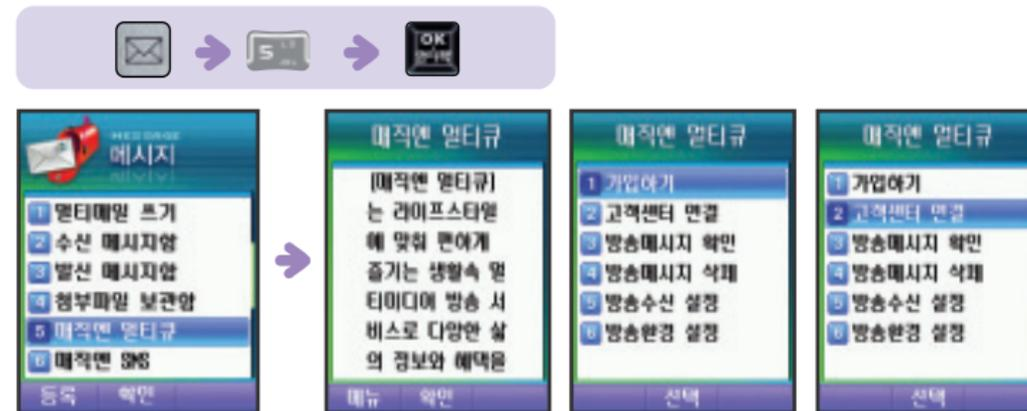 5
OK
MESSAGE
메시지
1 멀티메일 쓰기
2 수신 메시지함
3 발신 메시지함
4 첨부파일 보관함
5 매직엔 멀티큐
6 매직엔 SMS
등록 확인
매직엔 멀티큐
[매직엔 멀티큐]
는 라이프스타일
에 맞춰 편하게
즐기는 생활속 멀
티미디어 방송 서
비스로 다양한 삶
의 정보와 혜택을
메뉴 확인
매직엔 멀티큐
1 가입하기
2 고객센터 연결
3 방송메시지 확인
4 방송메시지 삭제
5 방송수신 설정
6 방송환경 설정
선택
매직엔 멀티큐
1 가입하기
2 고객센터 연결
3 방송메시지 확인
4 방송메시지 삭제
5 방송수신 설정
6 방송환경 설정
선택